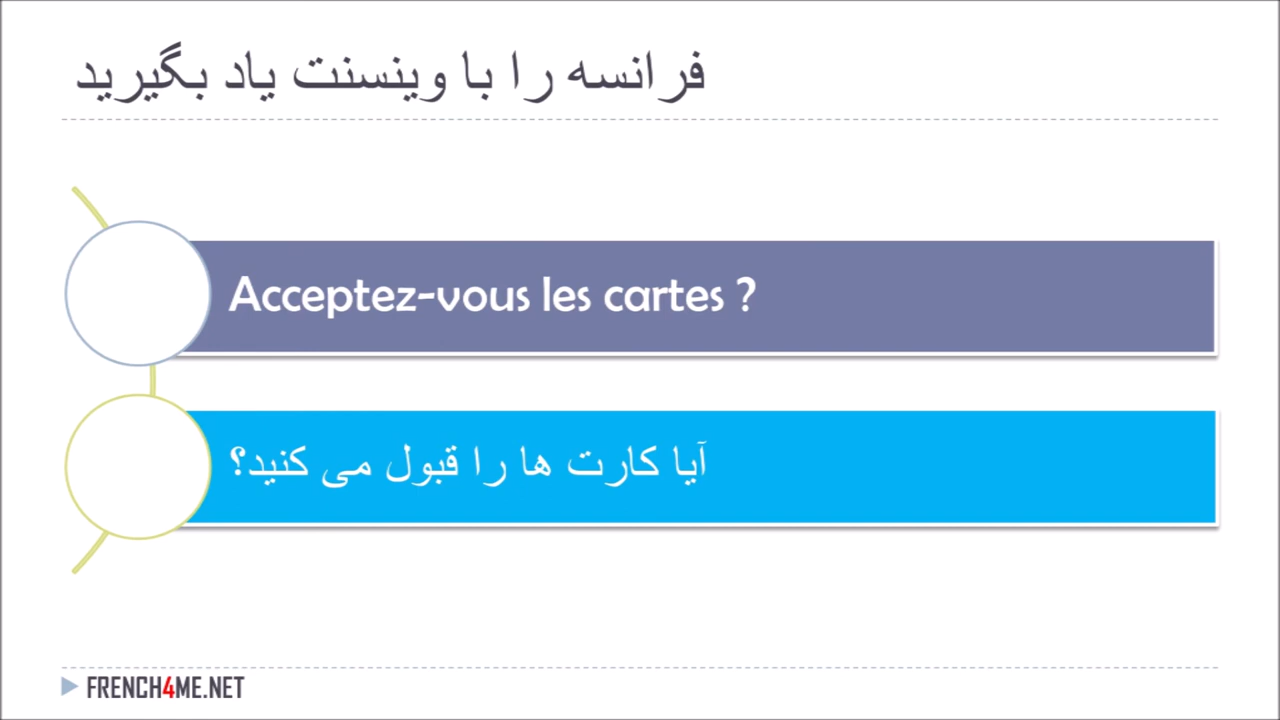 فرانسه را با وینسنت یاد بگیرید
Acceptez-vous les cartes ?
آیا کارت ها را قبول می کنید؟
FRENCH4ME.NET